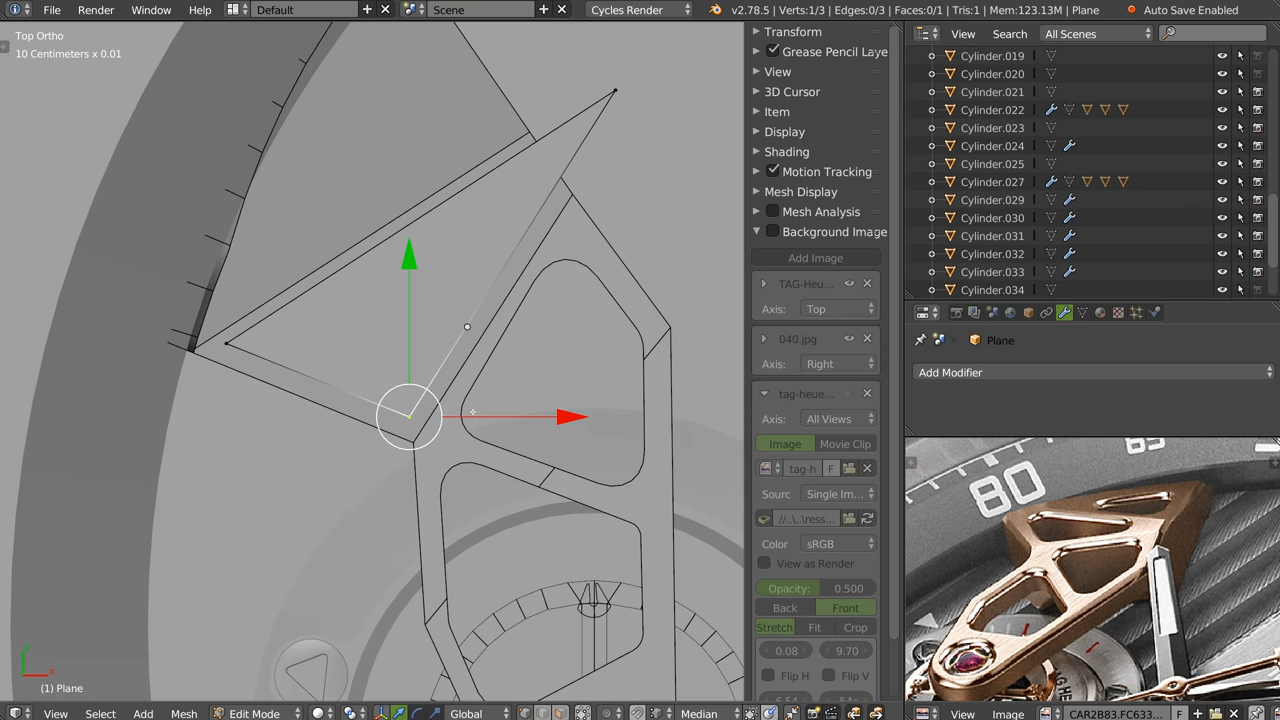 File Render Window Help Default Scene Cycles Render v2.78.5 | Verts:1/3 | Edges:0/3 | Faces:0/1 | Tris:1 | Mem:123.13M | Plane Auto Save Enabled
Top Ortho
10 Centimeters x 0.01
(1) Plane
View Select Add Mesh Edit Mode Global Median
Transform
Grease Pencil Laye
View
3D Cursor
Item
Display
Shading
Motion Tracking
Mesh Display
Mesh Analysis
Background Image
Add Image
TAG-Heu...
Axis: Top
040.jpg
Axis: Right
tag-heue...
Axis: All Views
Image Movie Clip
tag-h F
Sourc Single Im...
//..\..\ress...
Color sRGB
View as Render
Opacity: 0.500
Back Front
Stretch Fit Crop
0.08 9.70
Flip H Flip V
View Search All Scenes
Cylinder.019
Cylinder.020
Cylinder.021
Cylinder.022
Cylinder.023
Cylinder.024
Cylinder.025
Cylinder.027
Cylinder.029
Cylinder.030
Cylinder.031
Cylinder.032
Cylinder.033
Cylinder.034
Plane
Add Modifier
80
85
View Image CAR2B83.FC633... F